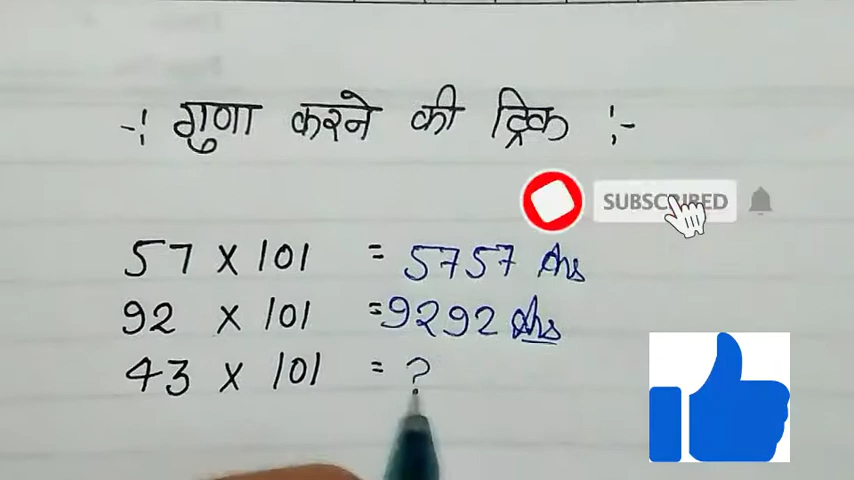 -: गुणा करने की ट्रिक :-
SUBSCRIBED
57 x 101 = 5757 Ans
92 x 101 = 9292 Ans
43 x 101 = ?